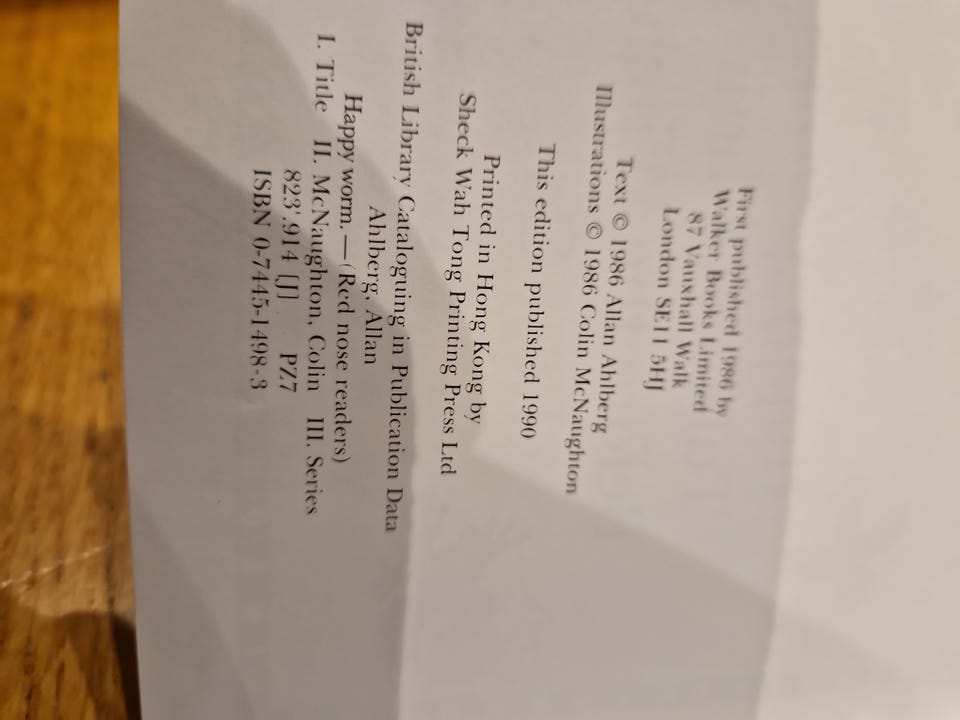 First published 1986 by
Walker Books Limited
87 Vauxhall Walk
London SE11 5HJ
Text © 1986 Allan Ahlberg
Illustrations © 1986 Colin McNaughton
This edition published 1990
Printed in Hong Kong by
Sheck Wah Tong Printing Press Ltd
British Library Cataloguing in Publication Data
Ahlberg, Allan
Happy worm.—(Red nose readers)
I. Title II. McNaughton, Colin III. Series
823'.914 [J] PZ7
ISBN 0-7445-1498-3